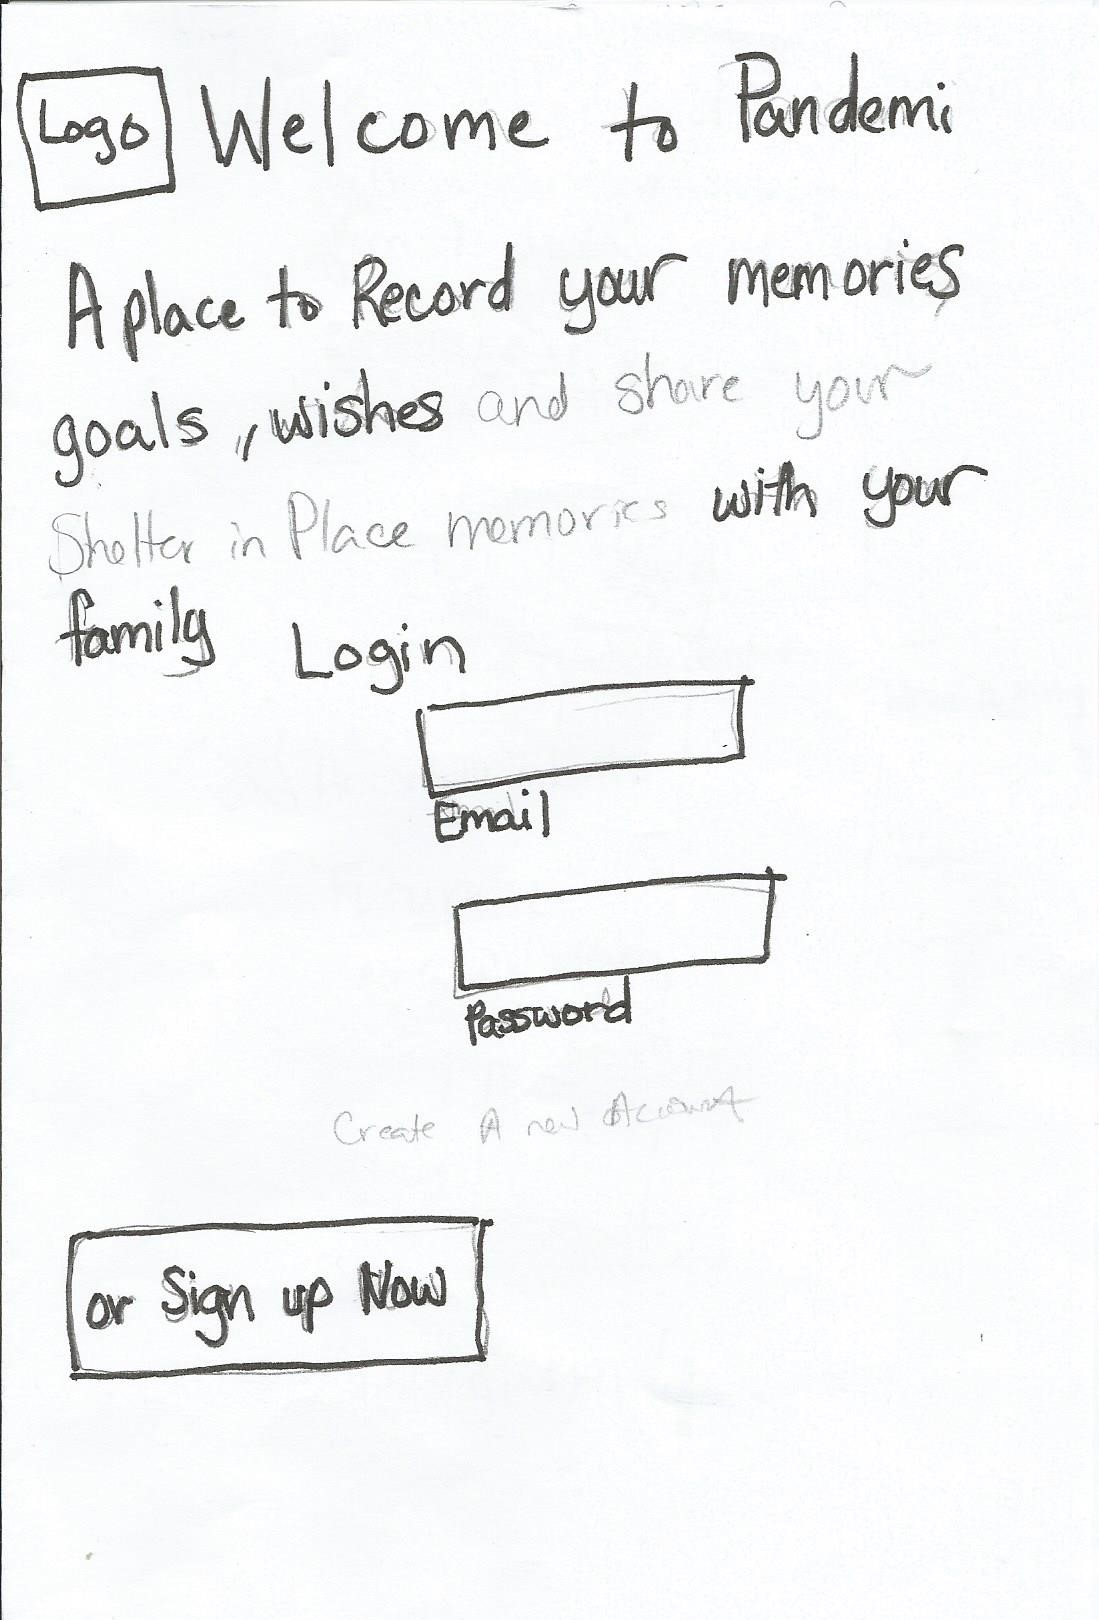 Logo Welcome to Pandemi
A place to Record your memories
goals, wishes and share your
Shelter in Place memories with your
family Login
Email
Password
Create A new Account
or Sign up Now